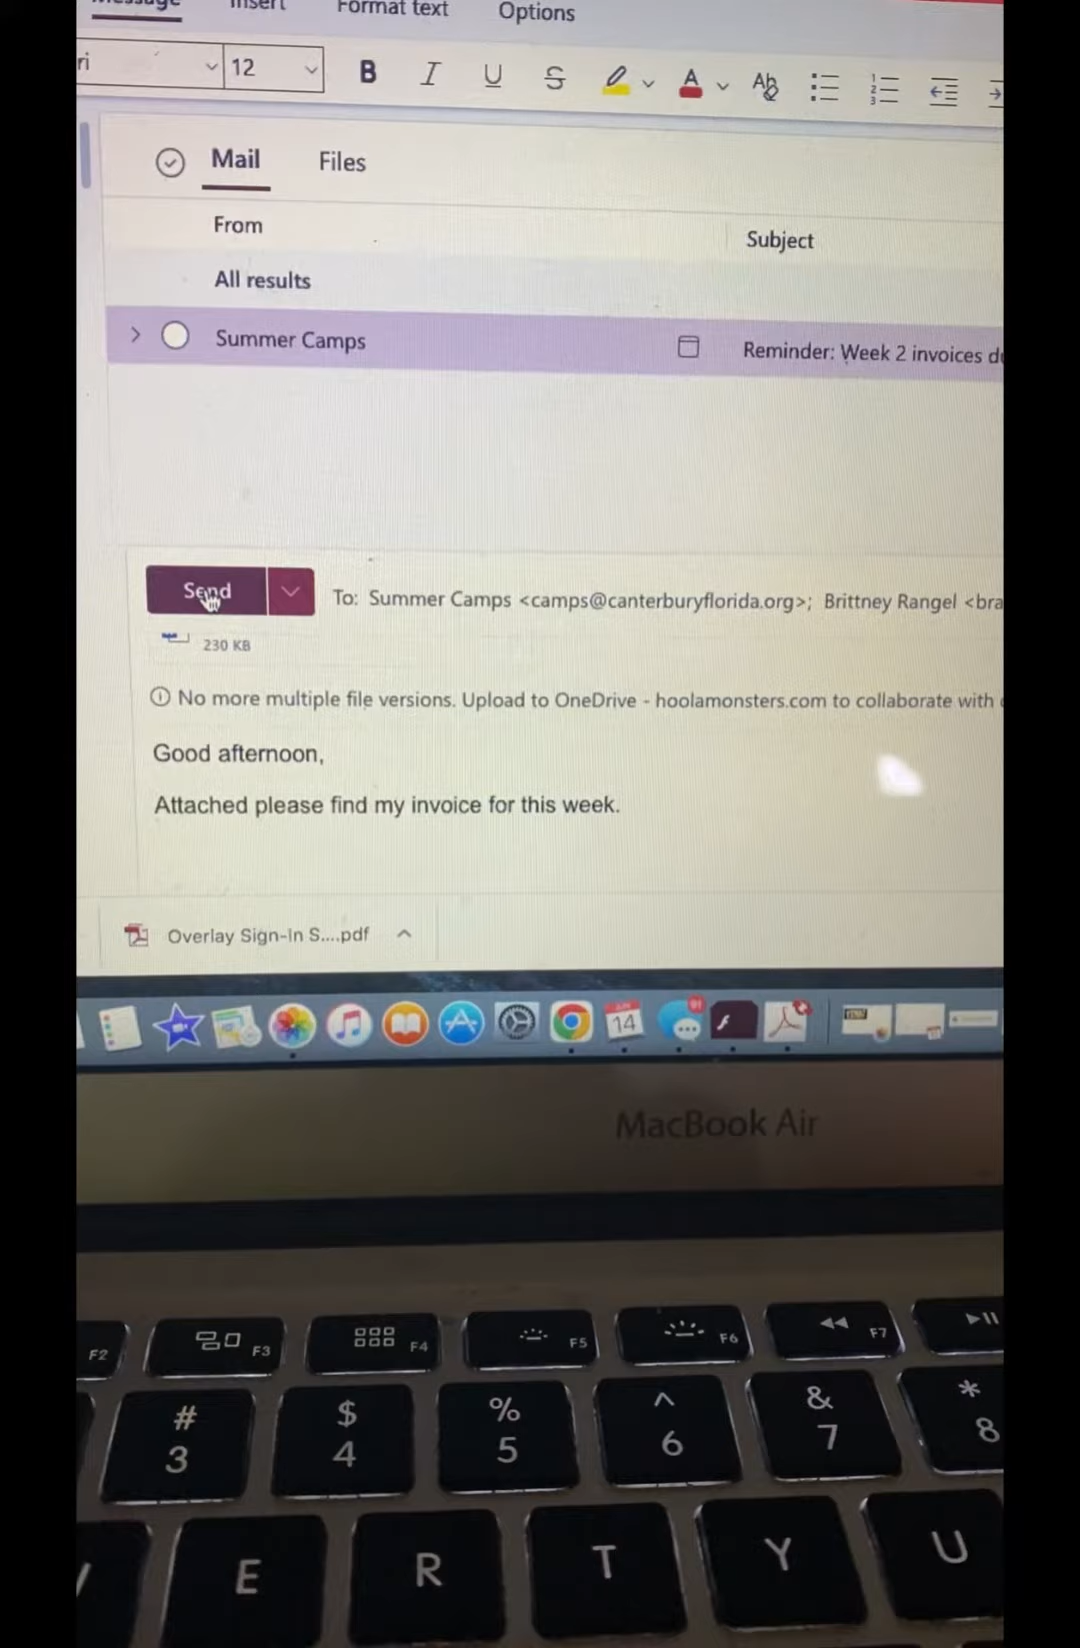 Insert Format text Options
12 B I U S A
Mail Files
From Subject
All results
Summer Camps Reminder: Week 2 invoices
Send To: Summer Camps <camps@canterburyflorida.org>; Brittney Rangel <bra
230 KB
No more multiple file versions. Upload to OneDrive - hoolamonsters.com to collaborate with
Good afternoon,
Attached please find my invoice for this week.
Overlay Sign-In S....pdf
14
MacBook Air
F2 F3 F4 F5 F6 F7
# $ % ^ & *
3 4 5 6 7 8
E R T Y U